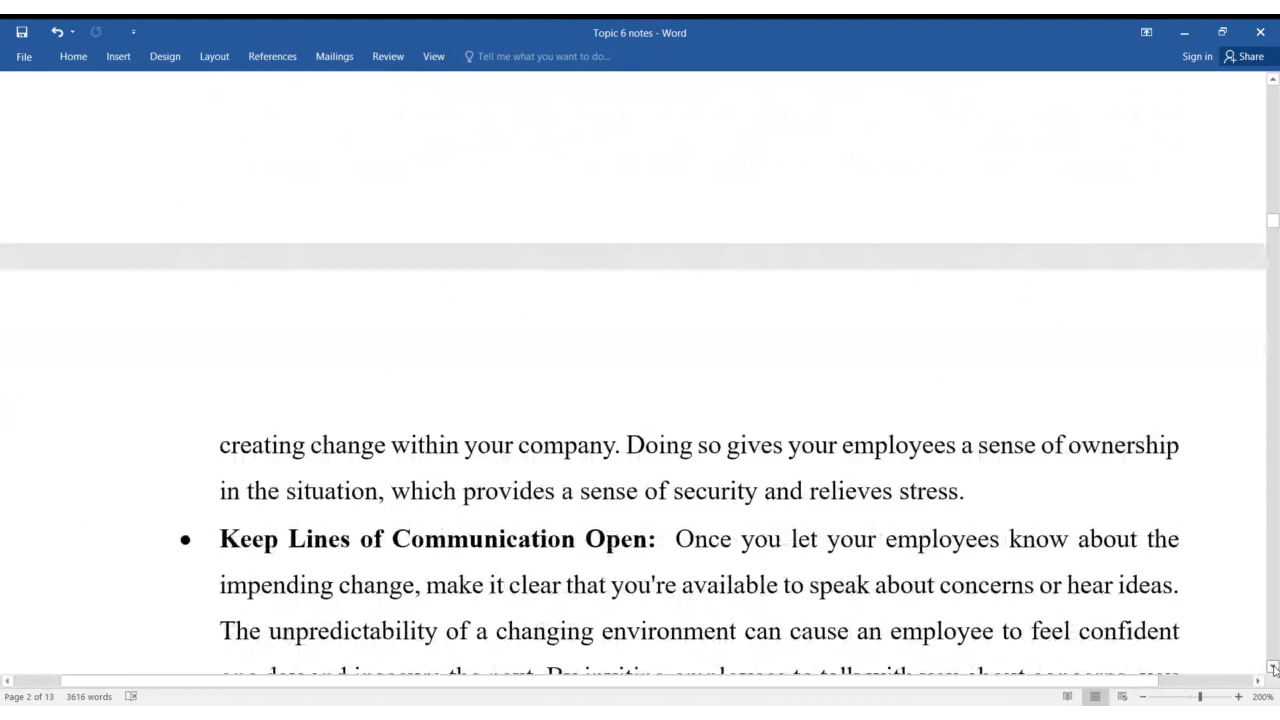 Topic 6 notes - Word
File Home Insert Design Layout References Mailings Review View Tell me what you want to do... Sign in Share
creating change within your company. Doing so gives your employees a sense of ownership
in the situation, which provides a sense of security and relieves stress.
• Keep Lines of Communication Open: Once you let your employees know about the
impending change, make it clear that you're available to speak about concerns or hear ideas.
The unpredictability of a changing environment can cause an employee to feel confident
Page 2 of 13 3616 words 200%